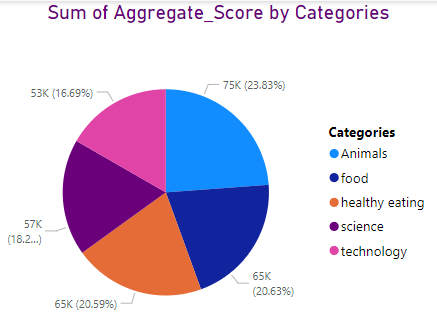 Sum of Aggregate_Score by Categories
53K (16.69%)
75K (23.83%)
Categories
Animals
food
healthy eating
science
technology
57K
(18.2...)
65K
(20.63%)
65K (20.59%)